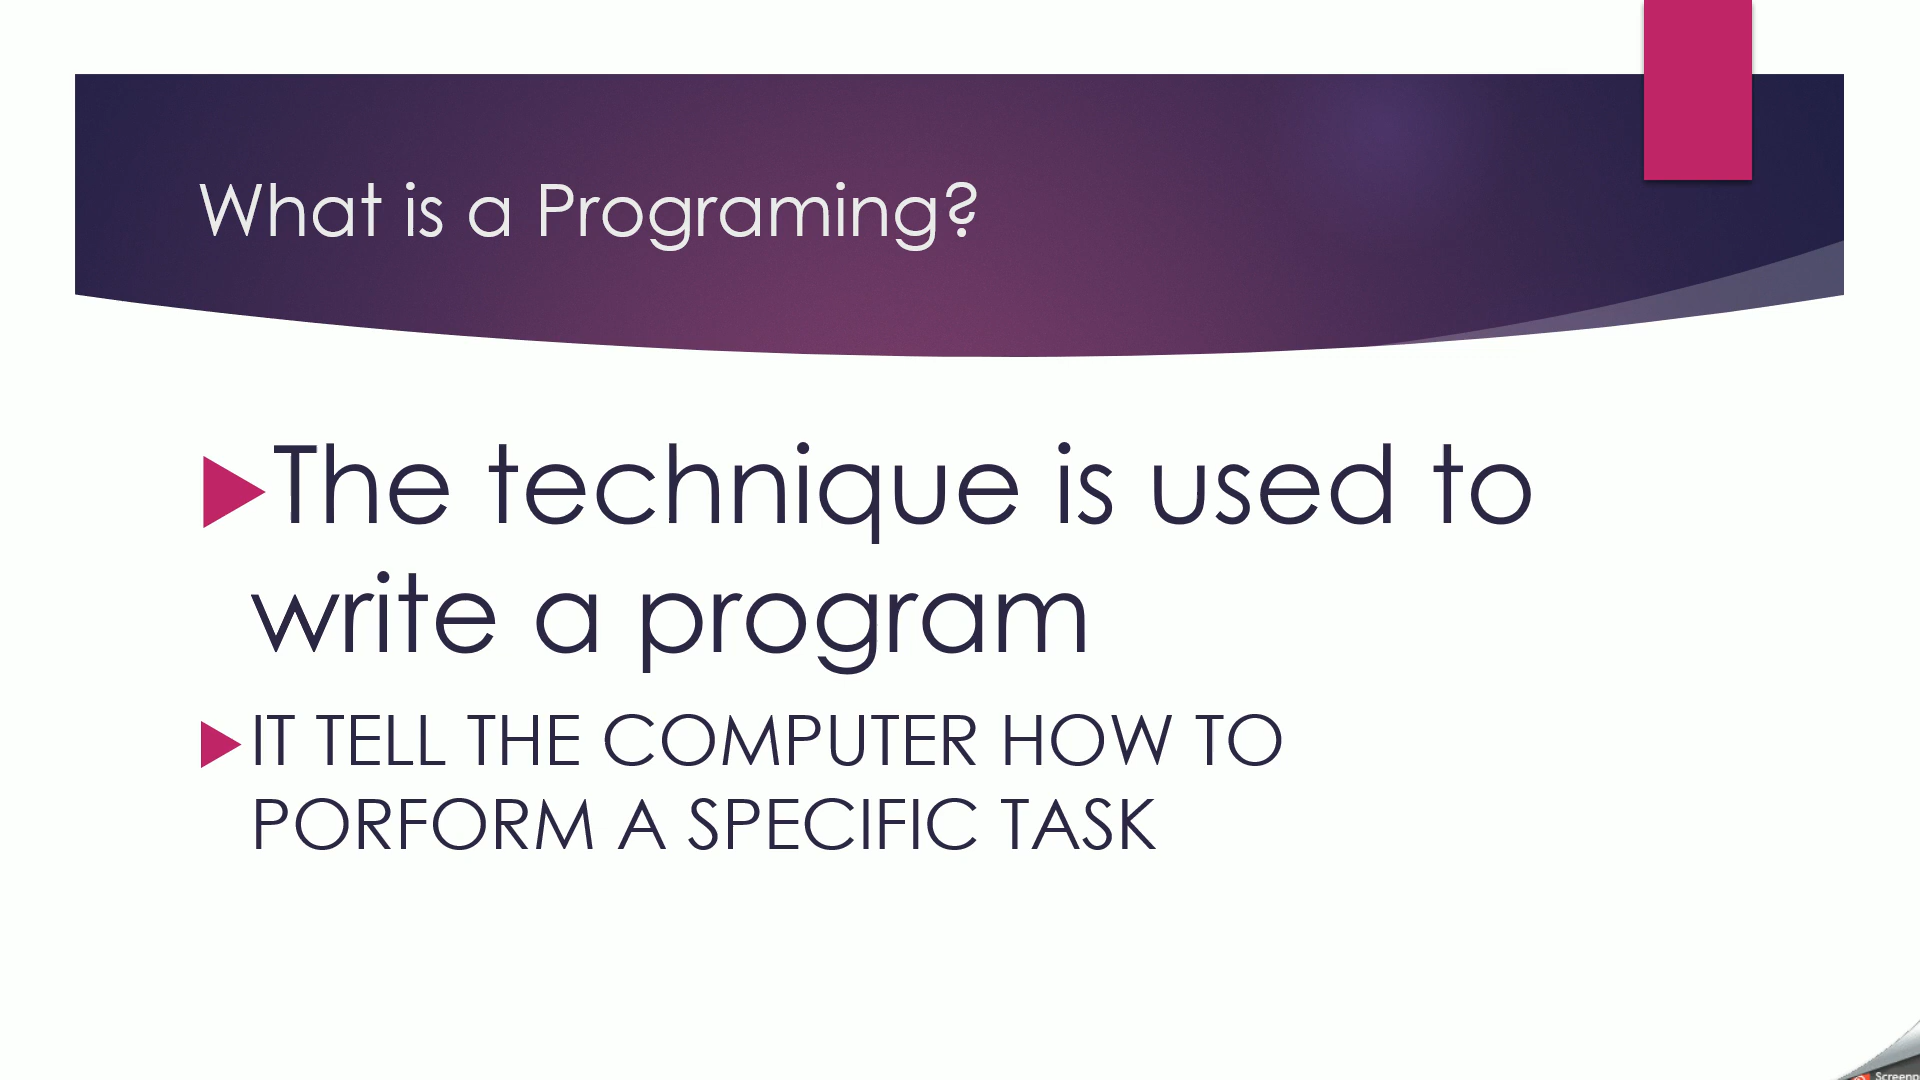 What is a Programing?
The technique is used to
write a program
IT TELL THE COMPUTER HOW TO
PORFORM A SPECIFIC TASK